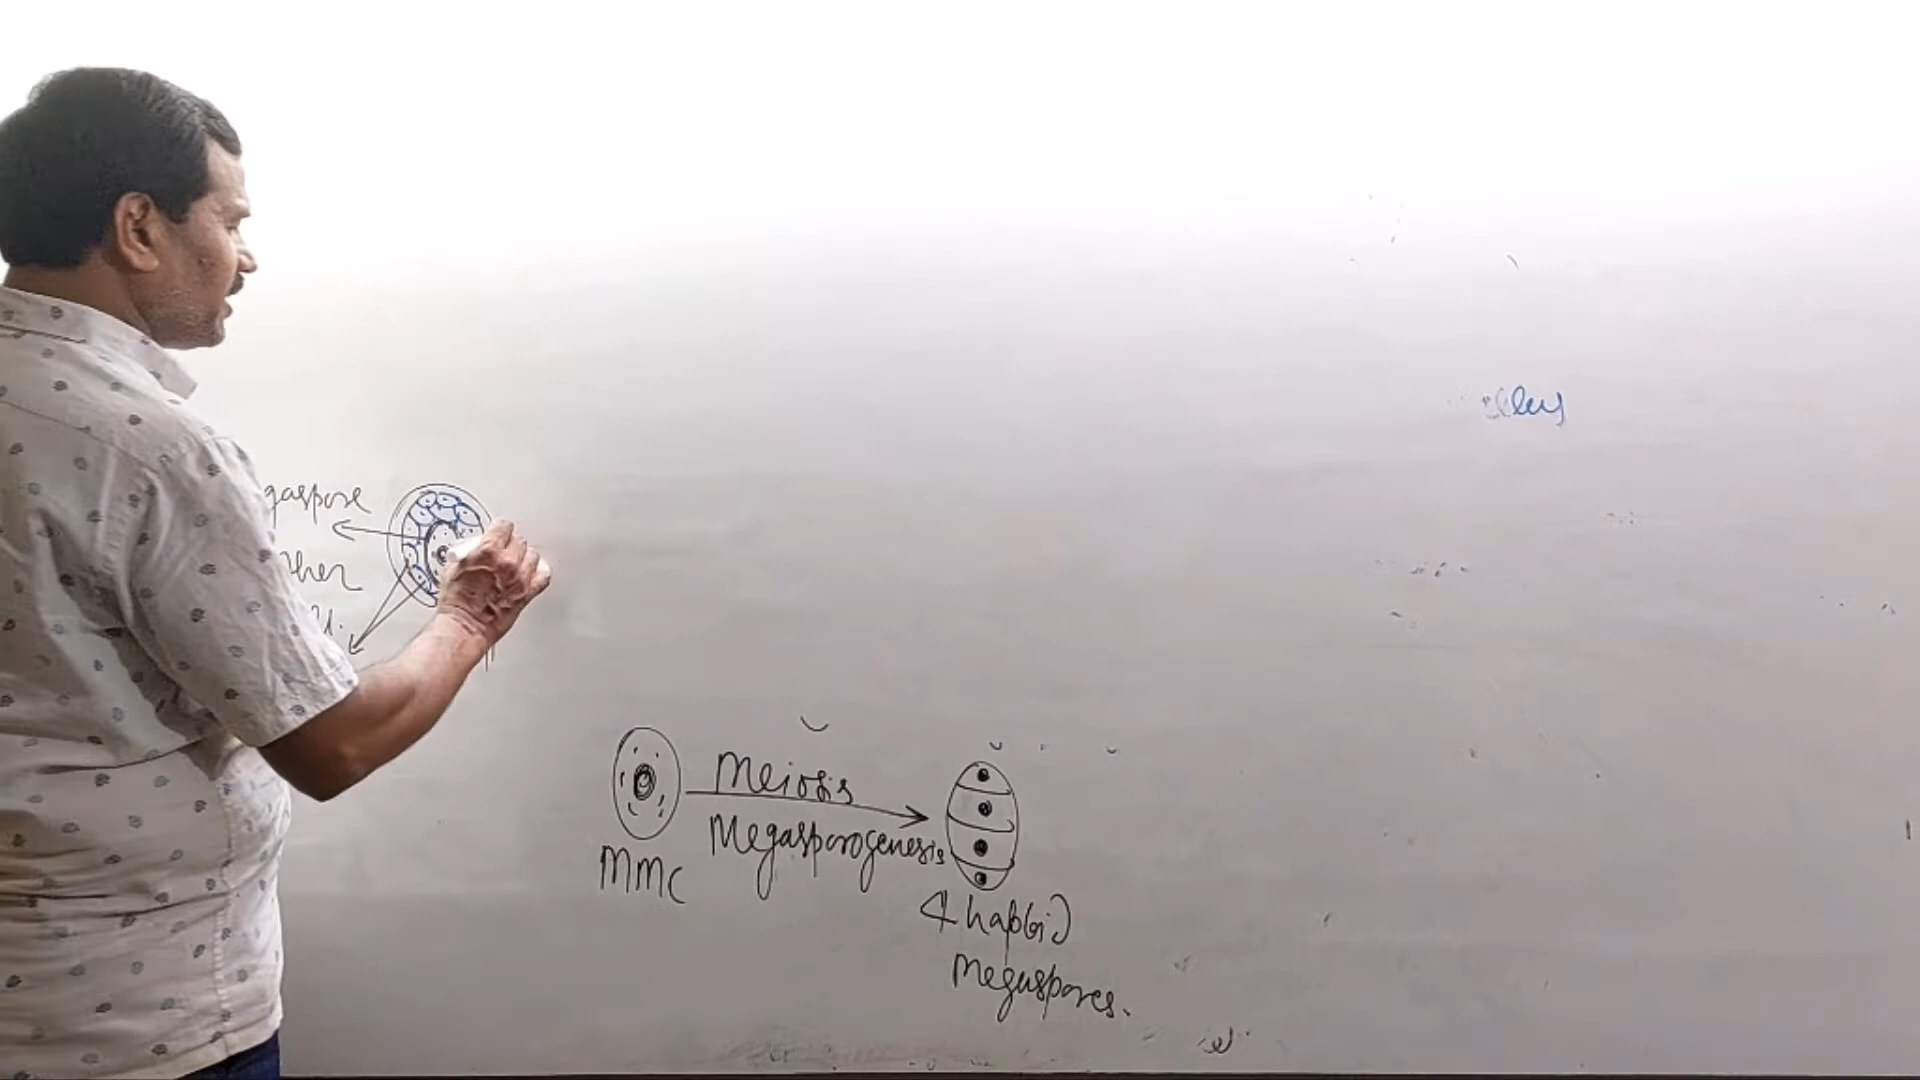 gaspore
ther
Meiosis
Megasporogenesis
MMC
4 haploid
Megaspores.